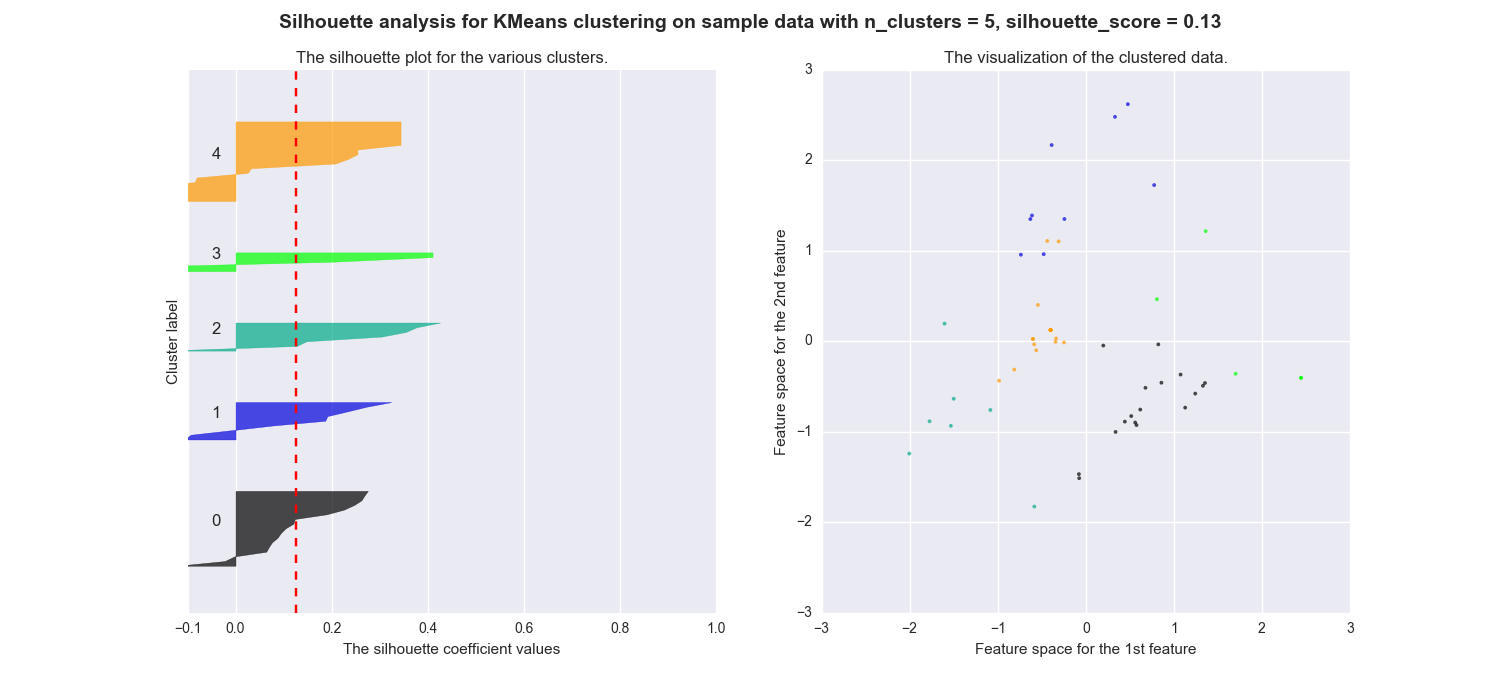 Silhouette analysis for KMeans clustering on sample data with n_clusters = 5, silhouette_score = 0.13
The silhouette plot for the various clusters.
4
3
2
1
0
Cluster label
−0.1 0.0 0.2 0.4 0.6 0.8 1.0
The silhouette coefficient values
The visualization of the clustered data.
3
2
1
0
−1
−2
−3
Feature space for the 2nd feature
−3 −2 −1 0 1 2 3
Feature space for the 1st feature